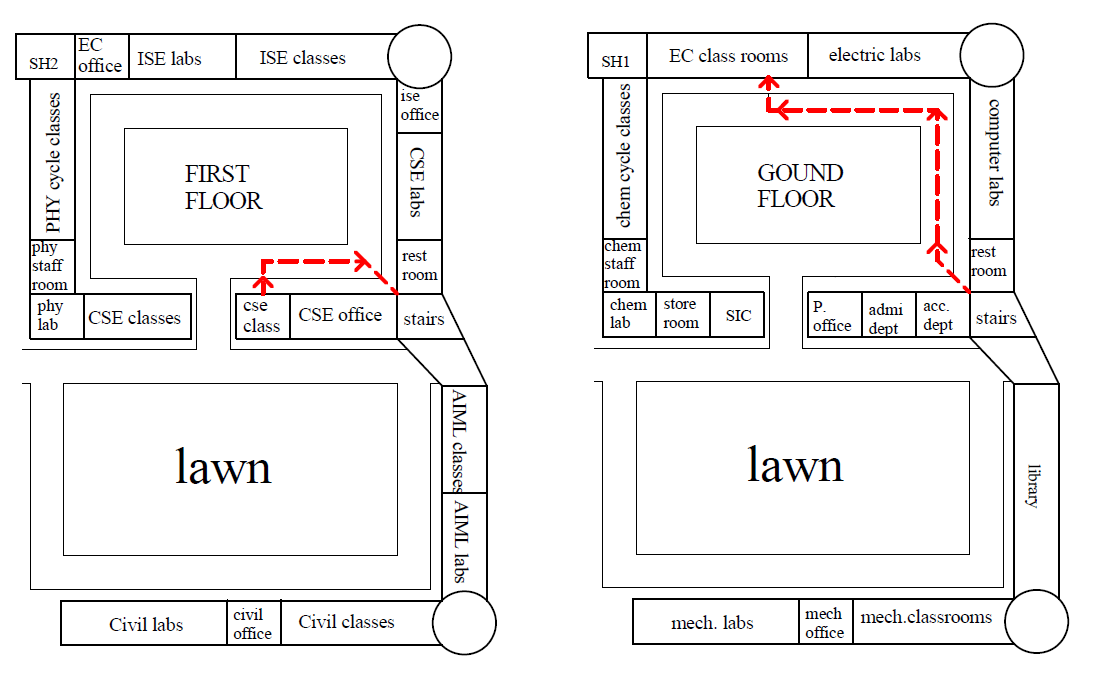 SH2
EC
office
ISE labs
ISE classes
ise
office
PHY cycle classes
CSE labs
FIRST
FLOOR
phy
staff
room
rest
room
phy
lab
CSE classes
cse
class
CSE office
stairs
lawn
AIML classes
AIML labs
Civil labs
civil
office
Civil classes
SH1
EC class rooms
electric labs
chem cycle classes
computer labs
GOUND
FLOOR
chem
staff
room
rest
room
chem
lab
store
room
SIC
P.
office
admi
dept
acc.
dept
stairs
lawn
library
mech. labs
mech
office
mech.classrooms